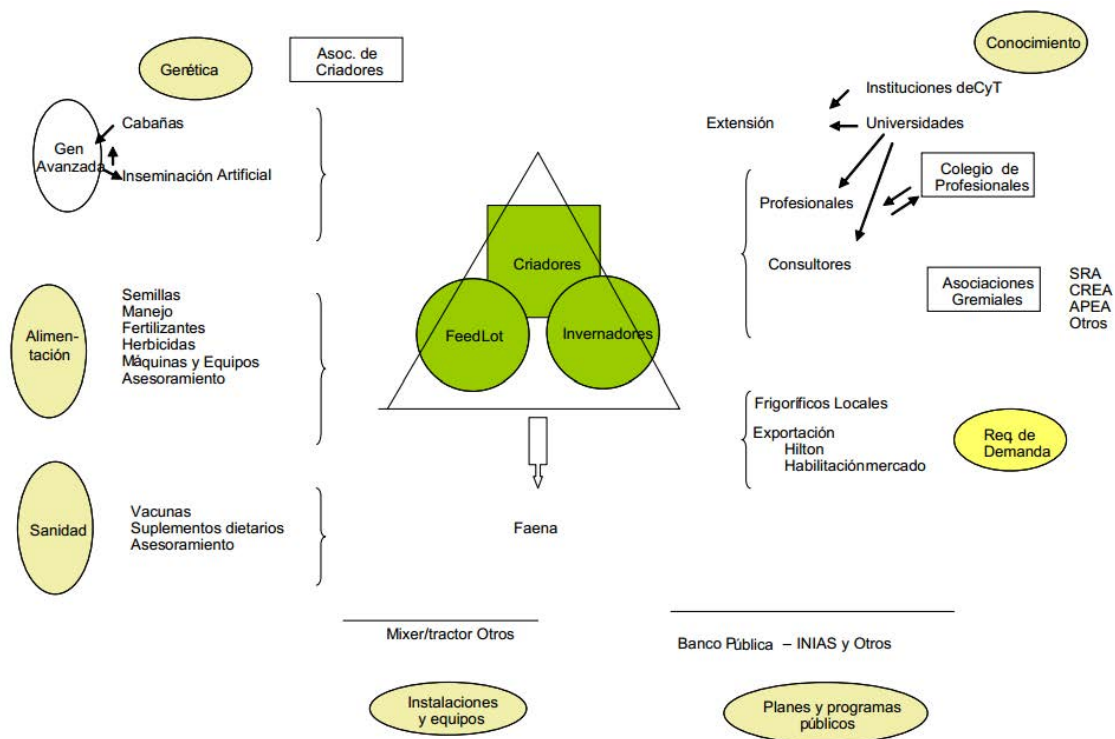 Genética
Asoc. de
Criadores
Conocimiento
Gen
Avanzada
Cabañas
Inseminación Artificial
Extensión
Instituciones deCyT
Universidades
Colegio de
Profesionales
Profesionales
Consultores
Asociaciones
Gremiales
SRA
CREA
APEA
Otros
Criadores
FeedLot
Invernadores
Alimen-
tación
Semillas
Manejo
Fertilizantes
Herbicidas
Máquinas y Equipos
Asesoramiento
Frigoríficos Locales
Exportación
Hilton
Habilitaciónmercado
Req. de
Demanda
Sanidad
Vacunas
Suplementos dietarios
Asesoramiento
Faena
Mixer/tractor Otros
Banco Pública – INIAS y Otros
Instalaciones
y equipos
Planes y programas
públicos